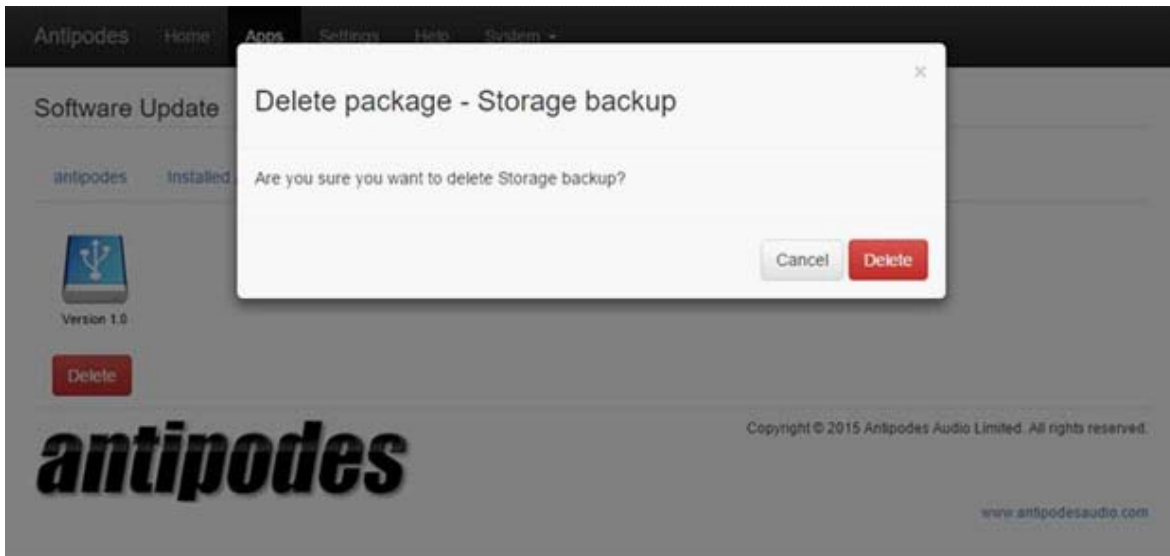 Antipodes Home Apps Settings Help System
×
Delete package - Storage backup
Software Update
antipodes Installed
Are you sure you want to delete Storage backup?
Cancel Delete
Version 1.0
Delete
antipodes
Copyright © 2015 Antipodes Audio Limited. All rights reserved.
www.antipodesaudio.com